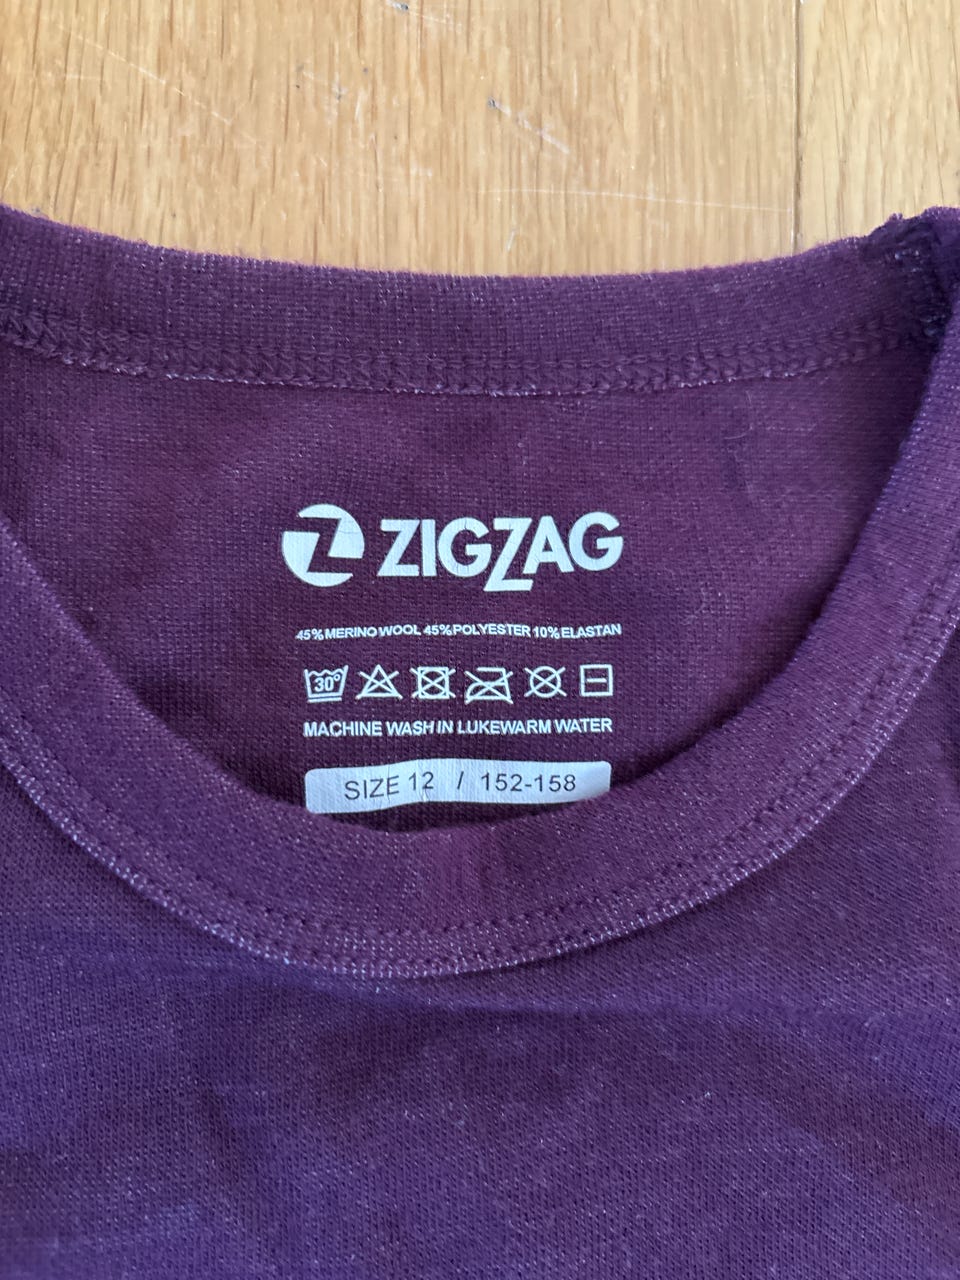 ZIGZAG
45% MERINO WOOL 45% POLYESTER 10% ELASTAN
30°
MACHINE WASH IN LUKEWARM WATER
SIZE 12 / 152-158